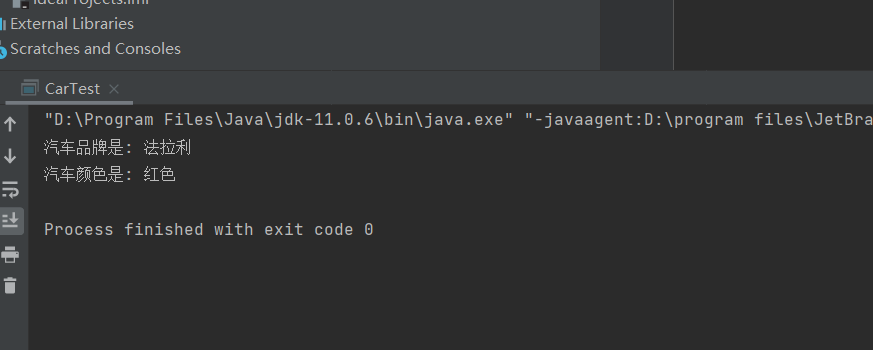 External Libraries
Scratches and Consoles
CarTest
"D:\Program Files\Java\jdk-11.0.6\bin\java.exe" "-javaagent:D:\program files\JetBra
汽车品牌是: 法拉利
汽车颜色是: 红色
Process finished with exit code 0